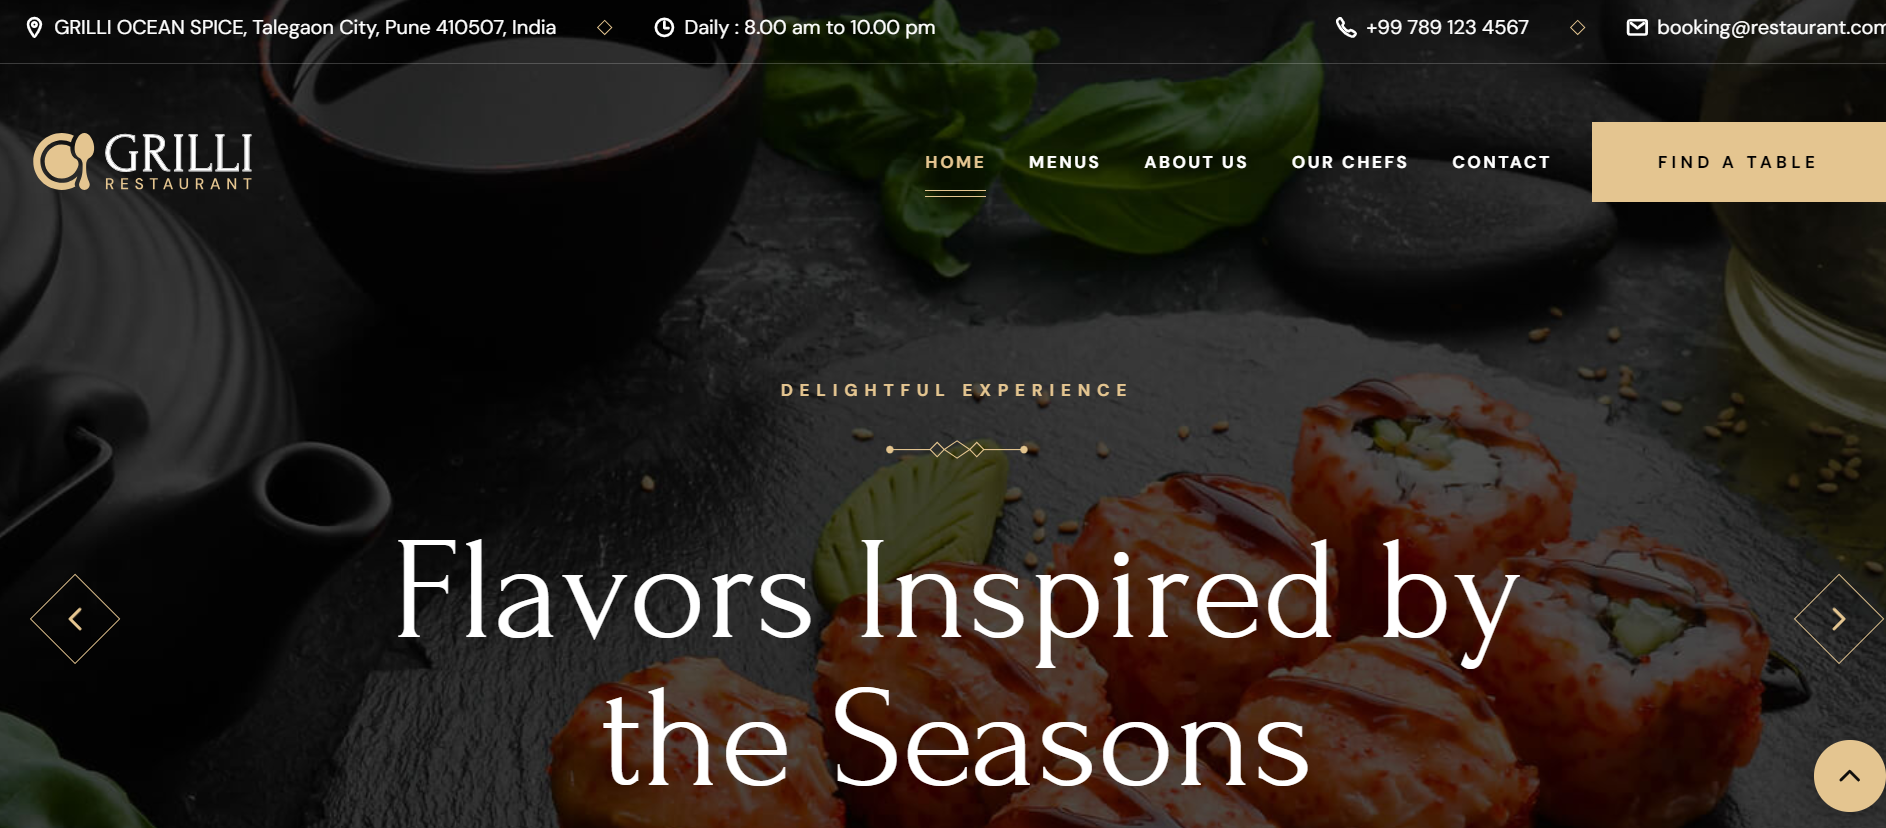 GRILLI OCEAN SPICE, Talegaon City, Pune 410507, India
Daily : 8.00 am to 10.00 pm
+99 789 123 4567
booking@restaurant.com
GRILLI
RESTAURANT
HOME
MENUS
ABOUT US
OUR CHEFS
CONTACT
FIND A TABLE
DELIGHTFUL EXPERIENCE
Flavors Inspired by
the Seasons